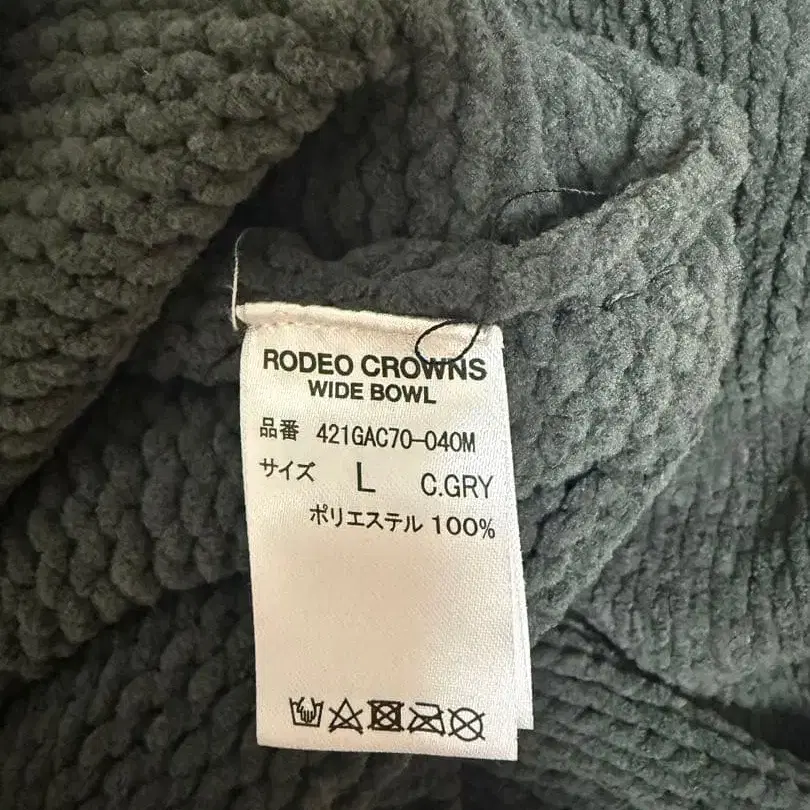 RODEO CROWNS
WIDE BOWL
品番 421GAC70-040M
サイズ L C.GRY
ポリエステル 100%